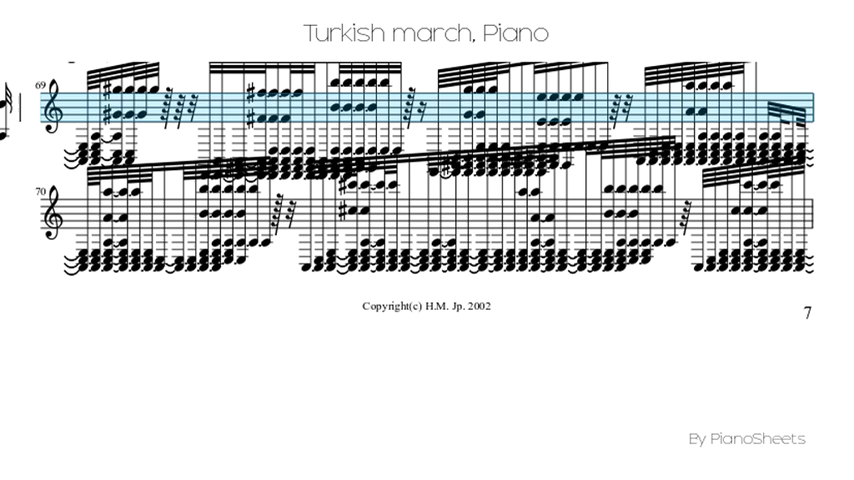 Turkish march, Piano
69
70
Copyright(c) H.M. Jp. 2002
7
By PianoSheets